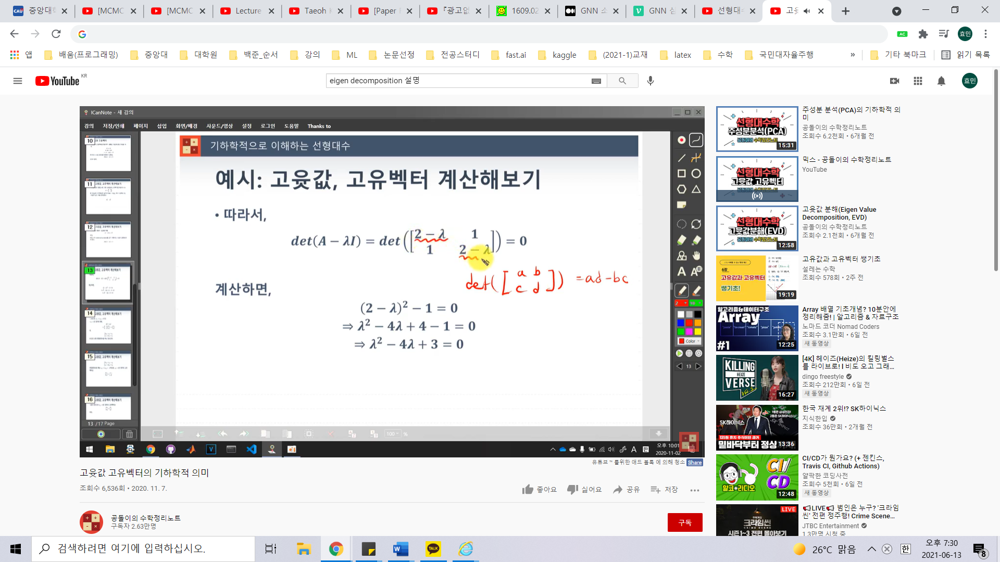 중앙대학
[MCMC
[MCMC
Lecture
Taeoh K
[Paper
『광고없
1609.02
GNN 소
GNN 심
선형대수
고윳
AC
효민
앱
배움(프로그래밍)
중앙대
대학원
백준_순서
강의
ML
논문선정
전공스터디
fast.ai
kaggle
(2021-1)교재
latex
수학
국민대자율주행
»
기타 북마크
읽기 목록
YouTube KR
eigen decomposition 설명
효민
ICanNote - 새 강의
강의 저장/인쇄 페이지 삽입 화면/배경 사운드/영상 설정 로그인 도움말 Thanks to
10
11
12
13
14
15
16
13 /17 Page
기하학적으로 이해하는 선형대수
예시: 고윳값, 고유벡터 계산해보기
• 따라서,
det(A − λI) = det([2 − λ 1
1 2 − λ]) = 0
det([a b
c d]) = ad-bc
계산하면,
(2 − λ)² − 1 = 0
⇒ λ² − 4λ + 4 − 1 = 0
⇒ λ² − 4λ + 3 = 0
A A
2
Color
13
100 %
A 한
오후 10:01
2020-11-02
유튜브 ™ 를위한 애드 블록 에 의해 청소 Share
고윳값 고유벡터의 기하학적 의미
조회수 6,536회 • 2020. 11. 7.
좋아요 싫어요 공유 저장
공돌이의 수학정리노트
구독자 2.63만명
구독
선형대수학
주성분분석(PCA)
공돌이의 수학정리노트
15:31
주성분 분석(PCA)의 기하학적 의
미
공돌이의 수학정리노트
조회수 6.2천회 • 6개월 전
선형대수학
고윳값 고유벡터
믹스 - 공돌이의 수학정리노트
YouTube
선형대수학
고윳값분해(EVD)
공돌이의 수학정리노트
12:58
고윳값 분해(Eigen Value
Decomposition, EVD)
공돌이의 수학정리노트
조회수 2.1천회 • 6개월 전
6강
고유값과 고유벡터
쌩기초!
19:19
고유값과 고유벡터 쌩기초
설레는 수학
조회수 578회 • 2주 전
알고리즘&데이터구조
Array
#1
12:25
Array 배열 기초개념? 10분안에
정리해줌! | 알고리즘 & 자료구조
노마드 코더 Nomad Coders
조회수 3.1만회 • 6일 전
새 동영상
KILLING
HEIZE
VERSE
Vol.2
16:27
[4K] 헤이즈(Heize)의 킬링벌스
를 라이브로! | 비도 오고 그래...
dingo freestyle
조회수 212만회 • 6일 전
새 동영상
SK하이닉스
밑바닥부터 정상
13:36
한국 재계 2위!? SK하이닉스
지식한입
조회수 36만회 • 2개월 전
CI/
CD
알코•라디오
12:48
CI/CD가 뭔가요? (+ 젠킨스,
Travis CI, Github Actions)
얄팍한 코딩사전
조회수 5천회 • 6일 전
새 동영상
LIVE
크라임씬
시즌1~3 전편 몰아보기
📢LIVE📢 범인은 누구? '크라임
씬' 전편 정주행! Crime Scene...
JTBC Entertainment
1.3만명 시청 중
검색하려면 여기에 입력하십시오.
TALK
26°C 맑음
한
오후 7:30
2021-06-13
8